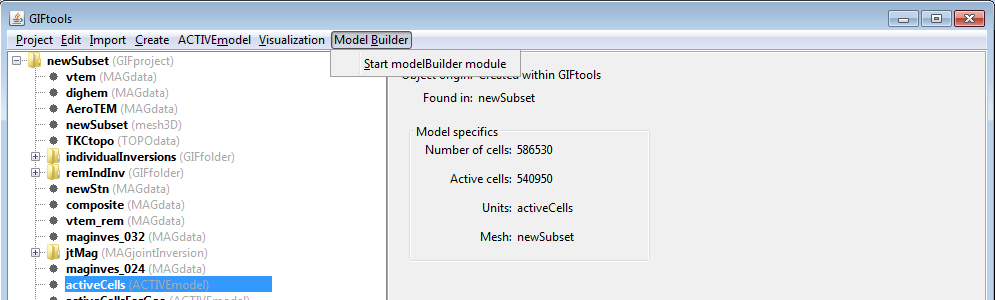 GIFtools
Project Edit Import Create ACTIVEmodel Visualization Model Builder
Start modelBuilder module
newSubset (GIFproject)
vtem (MAGdata)
dighem (MAGdata)
AeroTEM (MAGdata)
newSubset (mesh3D)
TKCtopo (TOPOdata)
individualInversions (GIFfolder)
remIndInv (GIFfolder)
newStn (MAGdata)
composite (MAGdata)
vtem_rem (MAGdata)
maginves_032 (MAGdata)
jtMag (MAGjointInversion)
maginves_024 (MAGdata)
activeCells (ACTIVEmodel)
activeCellsForGeo (ACTIVEmodel)
Object origin: Created within GIFtools
Found in: newSubset
Model specifics
Number of cells: 586530
Active cells: 540950
Units: activeCells
Mesh: newSubset